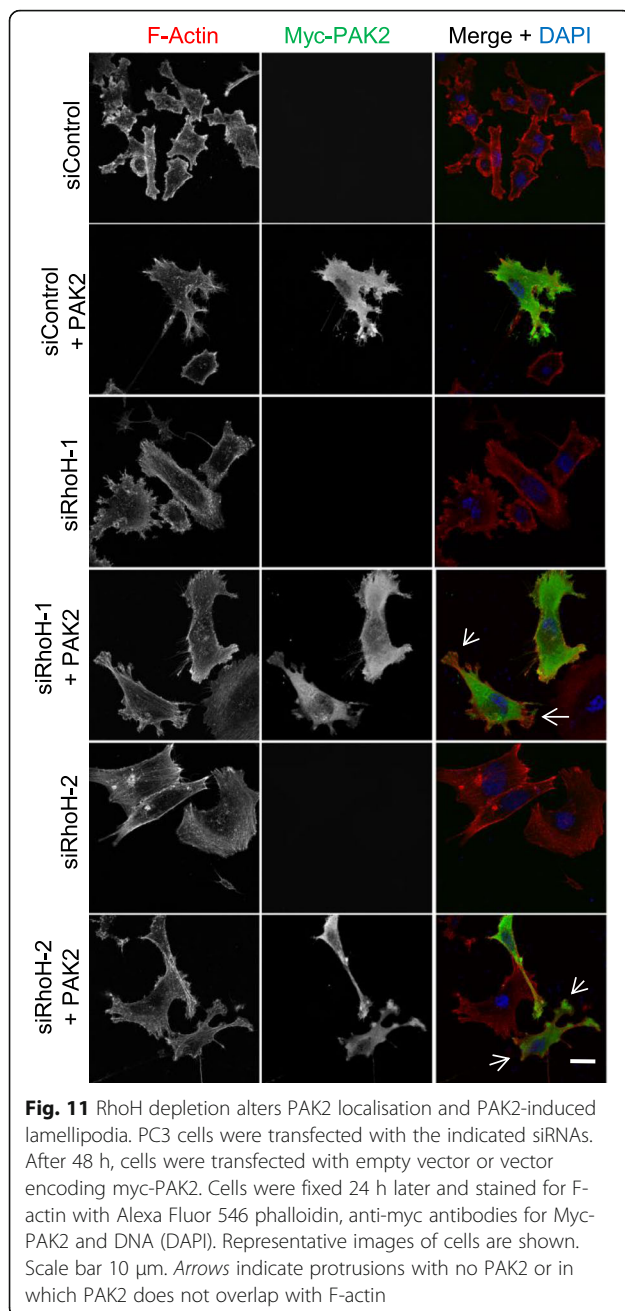 F-Actin Myc-PAK2 Merge + DAPI
siControl
siControl
+ PAK2
siRhoH-1
siRhoH-1
+ PAK2
siRhoH-2
siRhoH-2
+ PAK2
Fig. 11 RhoH depletion alters PAK2 localisation and PAK2-induced
lamellipodia. PC3 cells were transfected with the indicated siRNAs.
After 48 h, cells were transfected with empty vector or vector
encoding myc-PAK2. Cells were fixed 24 h later and stained for F-
actin with Alexa Fluor 546 phalloidin, anti-myc antibodies for Myc-
PAK2 and DNA (DAPI). Representative images of cells are shown.
Scale bar 10 μm. Arrows indicate protrusions with no PAK2 or in
which PAK2 does not overlap with F-actin